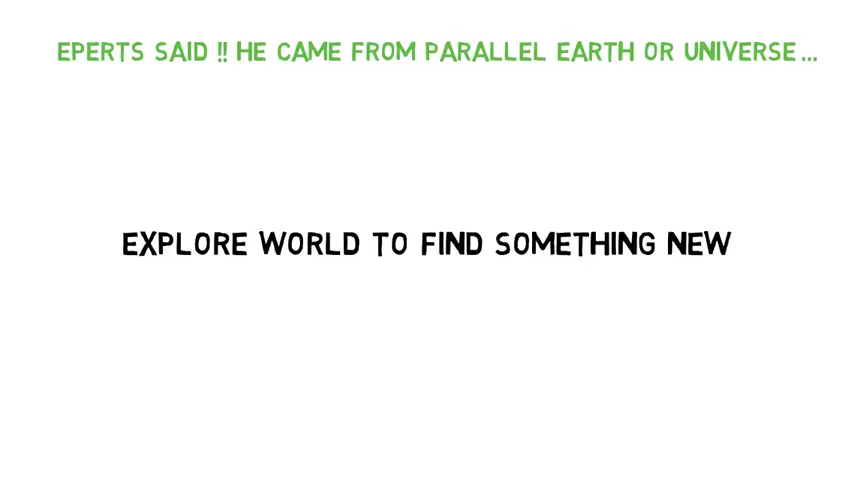 EPERTS SAID !! HE CAME FROM PARALLEL EARTH OR UNIVERSE ...
EXPLORE WORLD TO FIND SOMETHING NEW